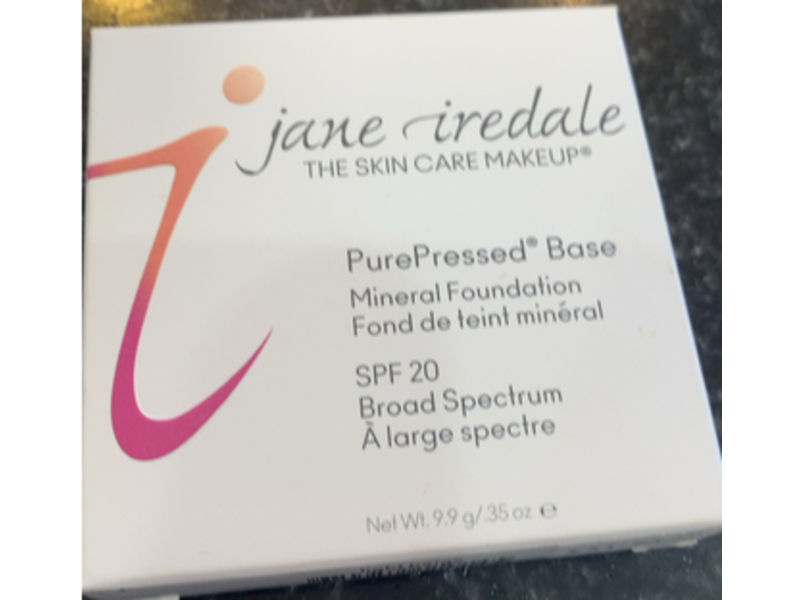 jane iredale
THE SKIN CARE MAKEUP®
PurePressed® Base
Mineral Foundation
Fond de teint minéral
SPF 20
Broad Spectrum
À large spectre
Net Wt. 9.9 g/.35 oz ℮